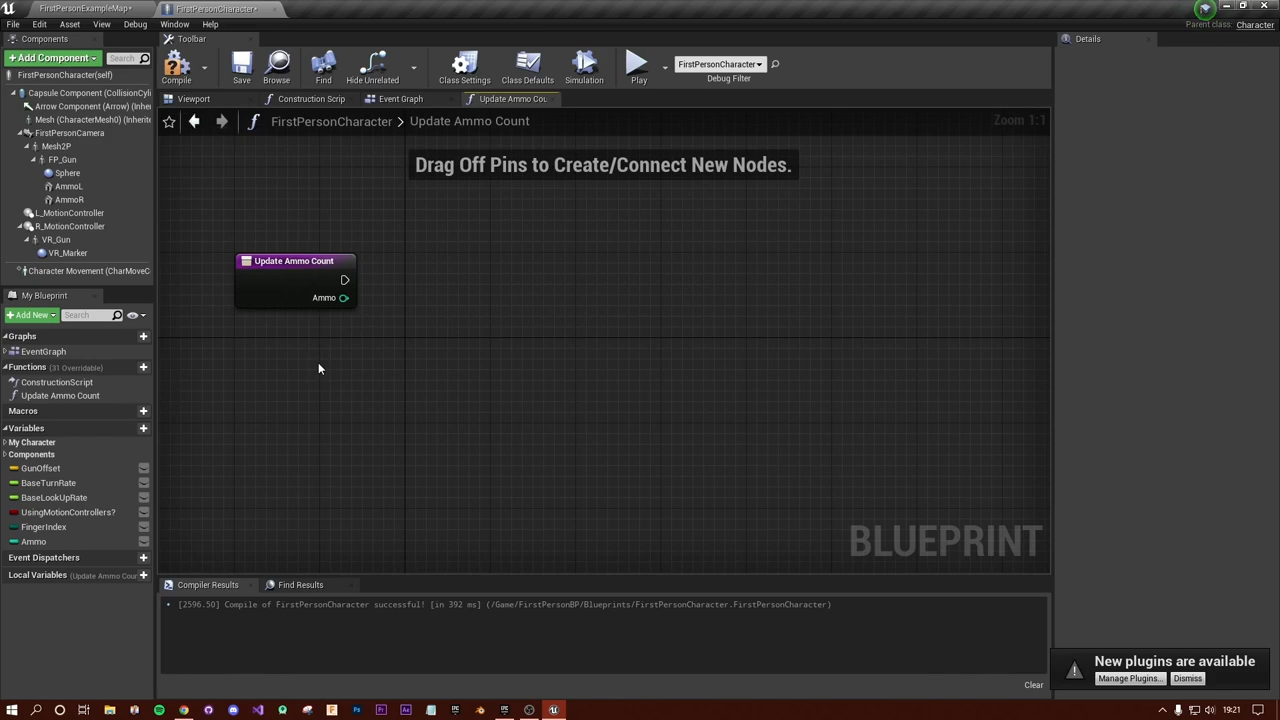 FirstPersonExampleMap*
FirstPersonCharacter*
File Edit Asset View Debug Window Help
Parent class: Character
Components
Toolbar
Details
Add Component
Search
FirstPersonCharacter(self)
Compile
Save
Browse
Find
Hide Unrelated
Class Settings
Class Defaults
Simulation
Play
FirstPersonCharacter
Debug Filter
Capsule Component (CollisionCylin
Arrow Component (Arrow) (Inher
Mesh (CharacterMesh0) (Inherite
FirstPersonCamera
Mesh2P
FP_Gun
Sphere
AmmoL
AmmoR
L_MotionController
R_MotionController
VR_Gun
VR_Marker
Character Movement (CharMoveC
Viewport
Construction Scrip
Event Graph
Update Ammo Cou
FirstPersonCharacter > Update Ammo Count
Zoom 1:1
Drag Off Pins to Create/Connect New Nodes.
Update Ammo Count
Ammo
BLUEPRINT
My Blueprint
Add New
Search
Graphs
EventGraph
Functions (31 Overridable)
ConstructionScript
Update Ammo Count
Macros
Variables
My Character
Components
GunOffset
BaseTurnRate
BaseLookUpRate
UsingMotionControllers?
FingerIndex
Ammo
Event Dispatchers
Local Variables (Update Ammo Coun
Compiler Results
Find Results
[2596.50] Compile of FirstPersonCharacter successful! [in 392 ms] (/Game/FirstPersonBP/Blueprints/FirstPersonCharacter.FirstPersonCharacter)
Clear
New plugins are available
Manage Plugins...
Dismiss
19:21